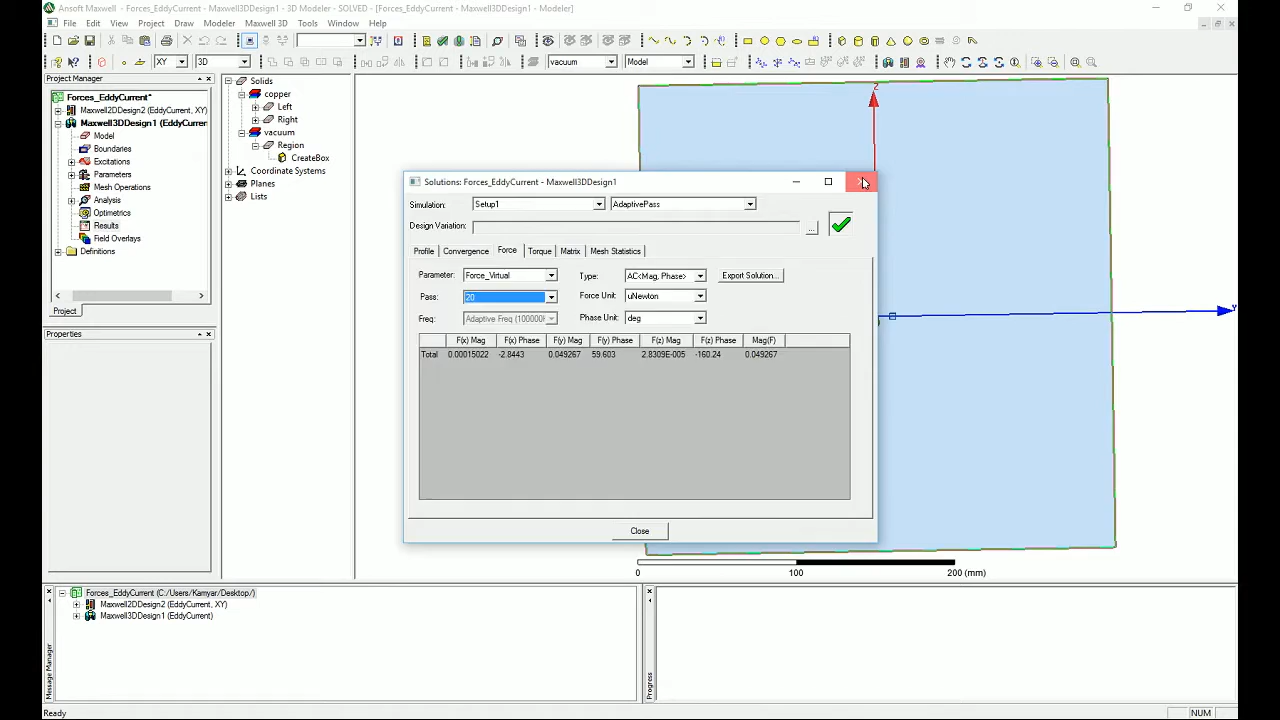 Ansoft Maxwell - Forces_EddyCurrent - Maxwell3DDesign1 - 3D Modeler - SOLVED - [Forces_EddyCurrent - Maxwell3DDesign1 - Modeler]
File Edit View Project Draw Modeler Maxwell 3D Tools Window Help
XY 3D vacuum Model
Project Manager
Forces_EddyCurrent*
Maxwell2DDesign2 (EddyCurrent, XY)
Maxwell3DDesign1 (EddyCurren
Model
Boundaries
Excitations
Parameters
Mesh Operations
Analysis
Optimetrics
Results
Field Overlays
Definitions
Project
Properties
Solids
copper
Left
Right
vacuum
Region
CreateBox
Coordinate Systems
Planes
Lists
Z
Y
Solutions: Forces_EddyCurrent - Maxwell3DDesign1
Simulation: Setup1 AdaptivePass
Design Variation: ...
Profile Convergence Force Torque Matrix Mesh Statistics
Parameter: Force_Virtual Type: AC<Mag, Phase> Export Solution...
Pass: 20 Force Unit: uNewton
Freq: Adaptive Freq (100000H Phase Unit: deg
F(x) Mag F(x) Phase F(y) Mag F(y) Phase F(z) Mag F(z) Phase Mag(F)
Total 0.00015022 -2.8443 0.049267 59.603 2.8309E-005 -160.24 0.049267
Close
0 100 200 (mm)
Forces_EddyCurrent (C:/Users/Kamyar/Desktop/)
Maxwell2DDesign2 (EddyCurrent, XY)
Maxwell3DDesign1 (EddyCurrent)
Message Manager
Progress
Ready NUM